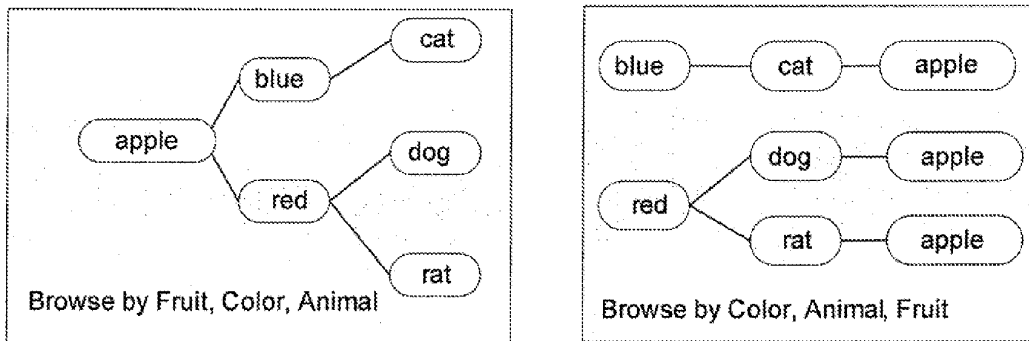 cat
blue
apple
dog
red
rat
Browse by Fruit, Color, Animal
blue cat apple
dog apple
red
rat apple
Browse by Color, Animal, Fruit